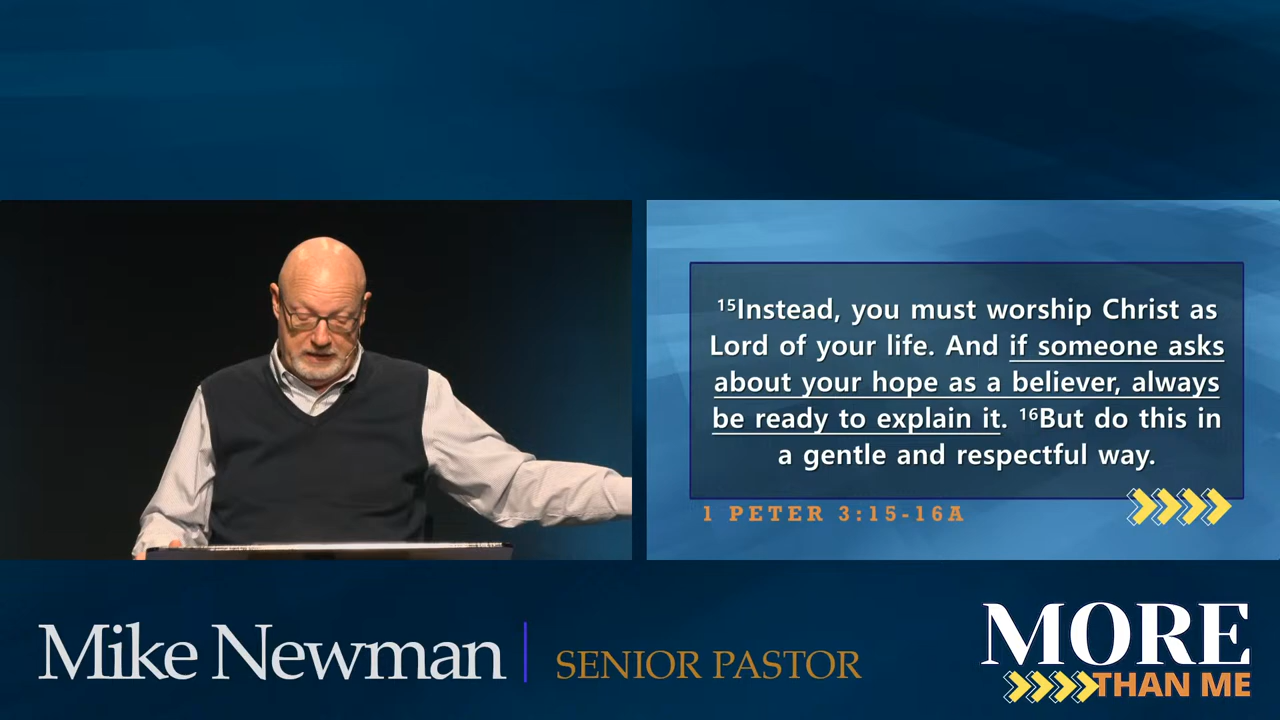 ¹⁵Instead, you must worship Christ as
Lord of your life. And if someone asks
about your hope as a believer, always
be ready to explain it. ¹⁶But do this in
a gentle and respectful way.
1 PETER 3:15-16A
Mike Newman
SENIOR PASTOR
MORE
THAN ME